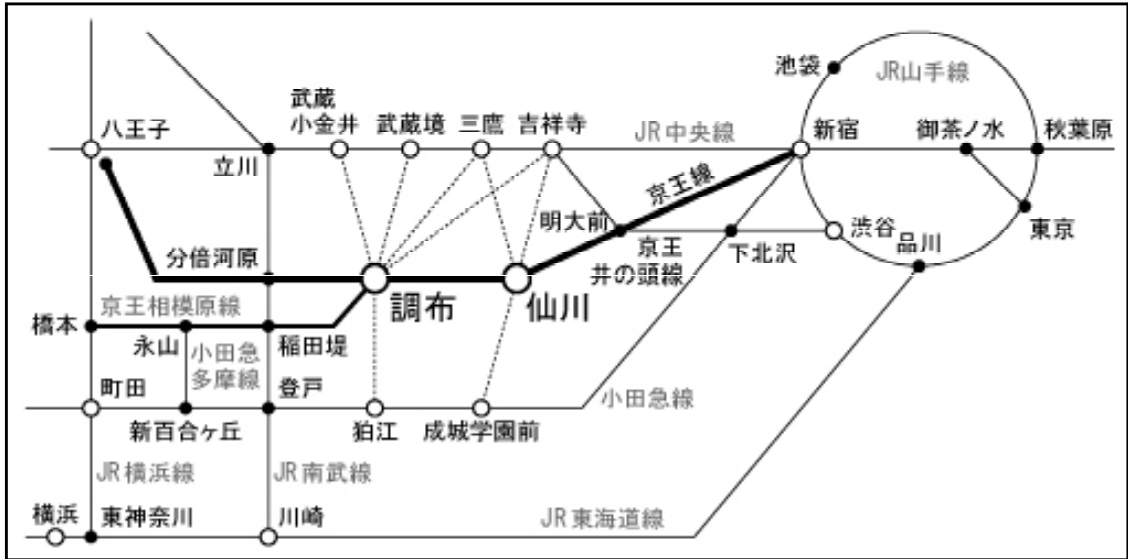 池袋
JR山手線
武蔵
小金井
武蔵境
三鷹
吉祥寺
JR中央線
新宿
御茶ノ水
秋葉原
八王子
立川
京王線
明大前
京王
井の頭線
下北沢
渋谷
品川
東京
分倍河原
調布
仙川
京王相模原線
橋本
永山
小田急
多摩線
稲田堤
町田
登戸
小田急線
新百合ヶ丘
狛江
成城学園前
JR横浜線
JR南武線
横浜
東神奈川
川崎
JR東海道線